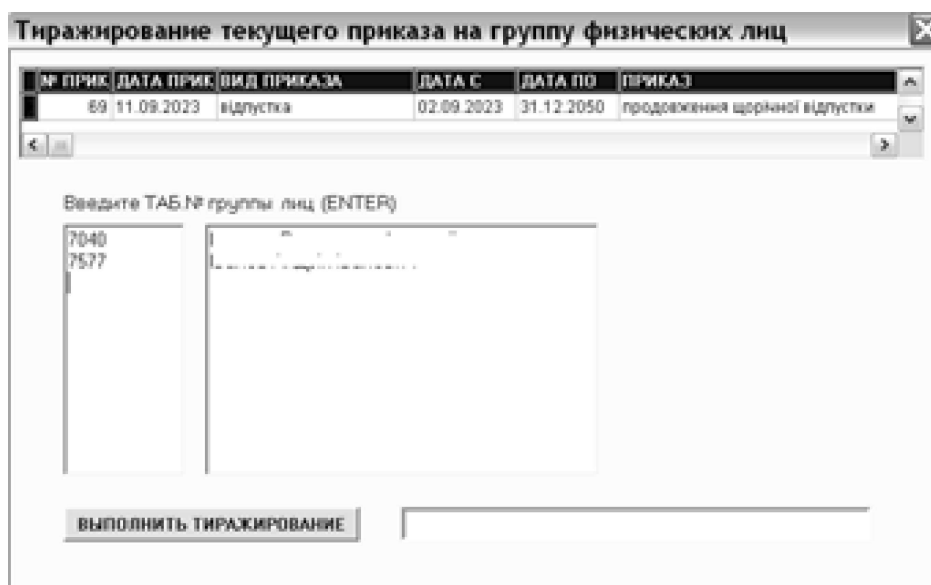 Тиражирование текущего приказа на группу физических лиц
№ ПРИК ДАТА ПРИК ВИД ПРИКАЗА ДАТА С ДАТА ПО ПРИКАЗ
69 11.09.2023 відпустка 02.09.2023 31.12.2050 продовження щорічної відпустки
Введите ТАБ.№ группы лиц (ENTER)
7040
7577
ВЫПОЛНИТЬ ТИРАЖИРОВАНИЕ